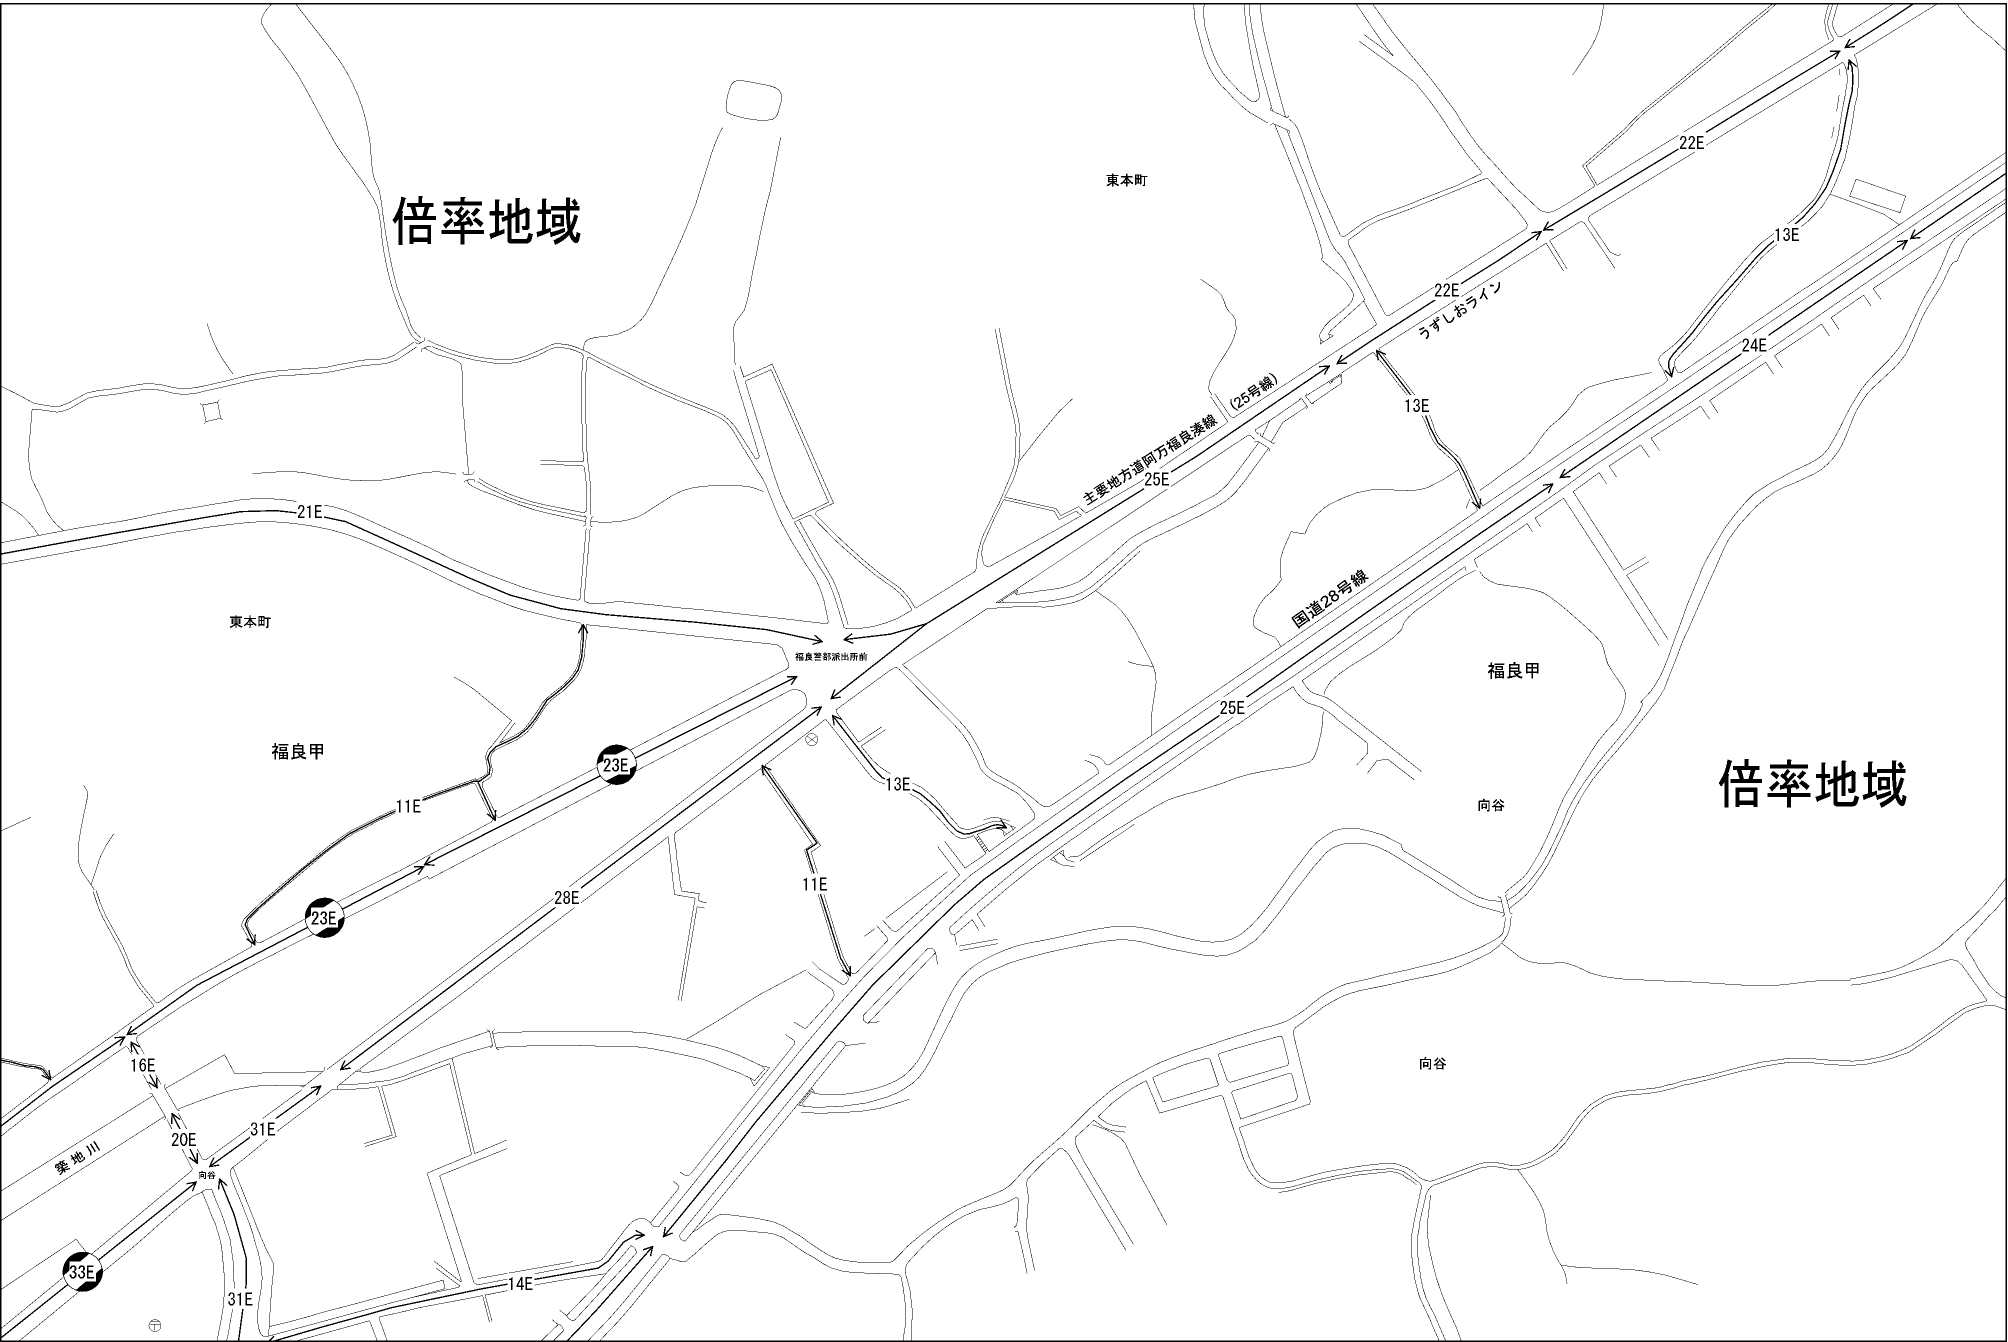 22E
東本町
倍率地域
13E
22E
うずしおライン
24E
(25号線)
13E
主要地方道阿万福良湊線
25E
21E
国道28号線
東本町
福良警部派出所前
福良甲
25E
福良甲
23E
13E
倍率地域
向谷
11E
11E
28E
23E
16E
向谷
31E
20E
築地川
向谷
33E
14E
31E